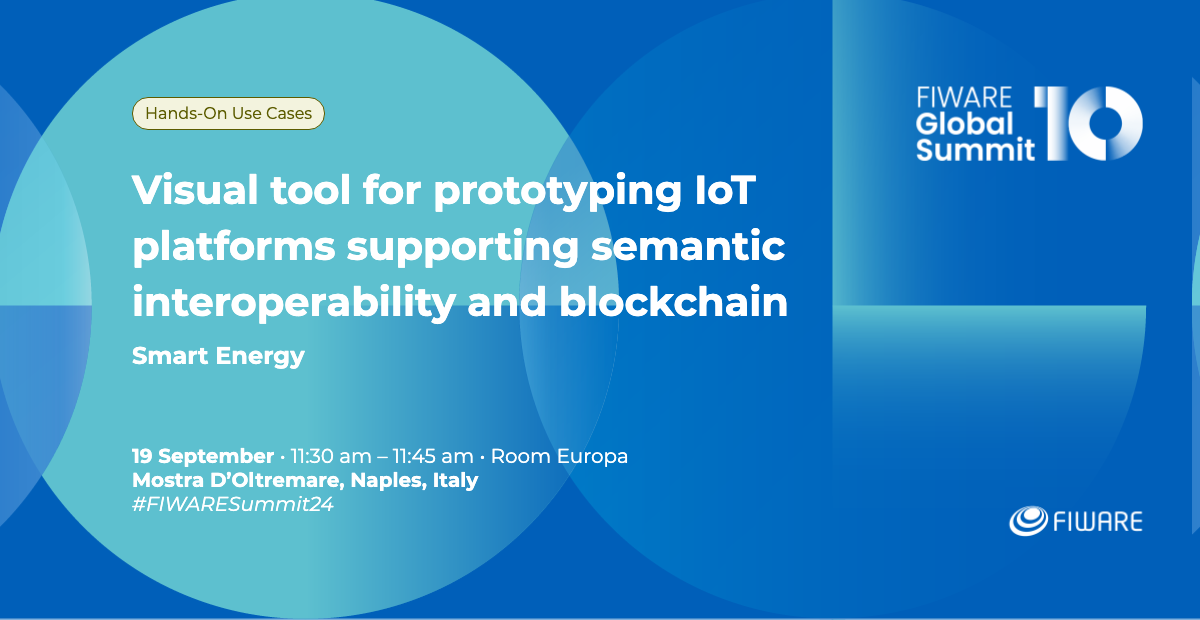 Hands-On Use Cases
FIWARE
Global
Summit
10
Visual tool for prototyping IoT
platforms supporting semantic
interoperability and blockchain
Smart Energy
19 September · 11:30 am – 11:45 am · Room Europa
Mostra D’Oltremare, Naples, Italy
#FIWARESummit24
FIWARE